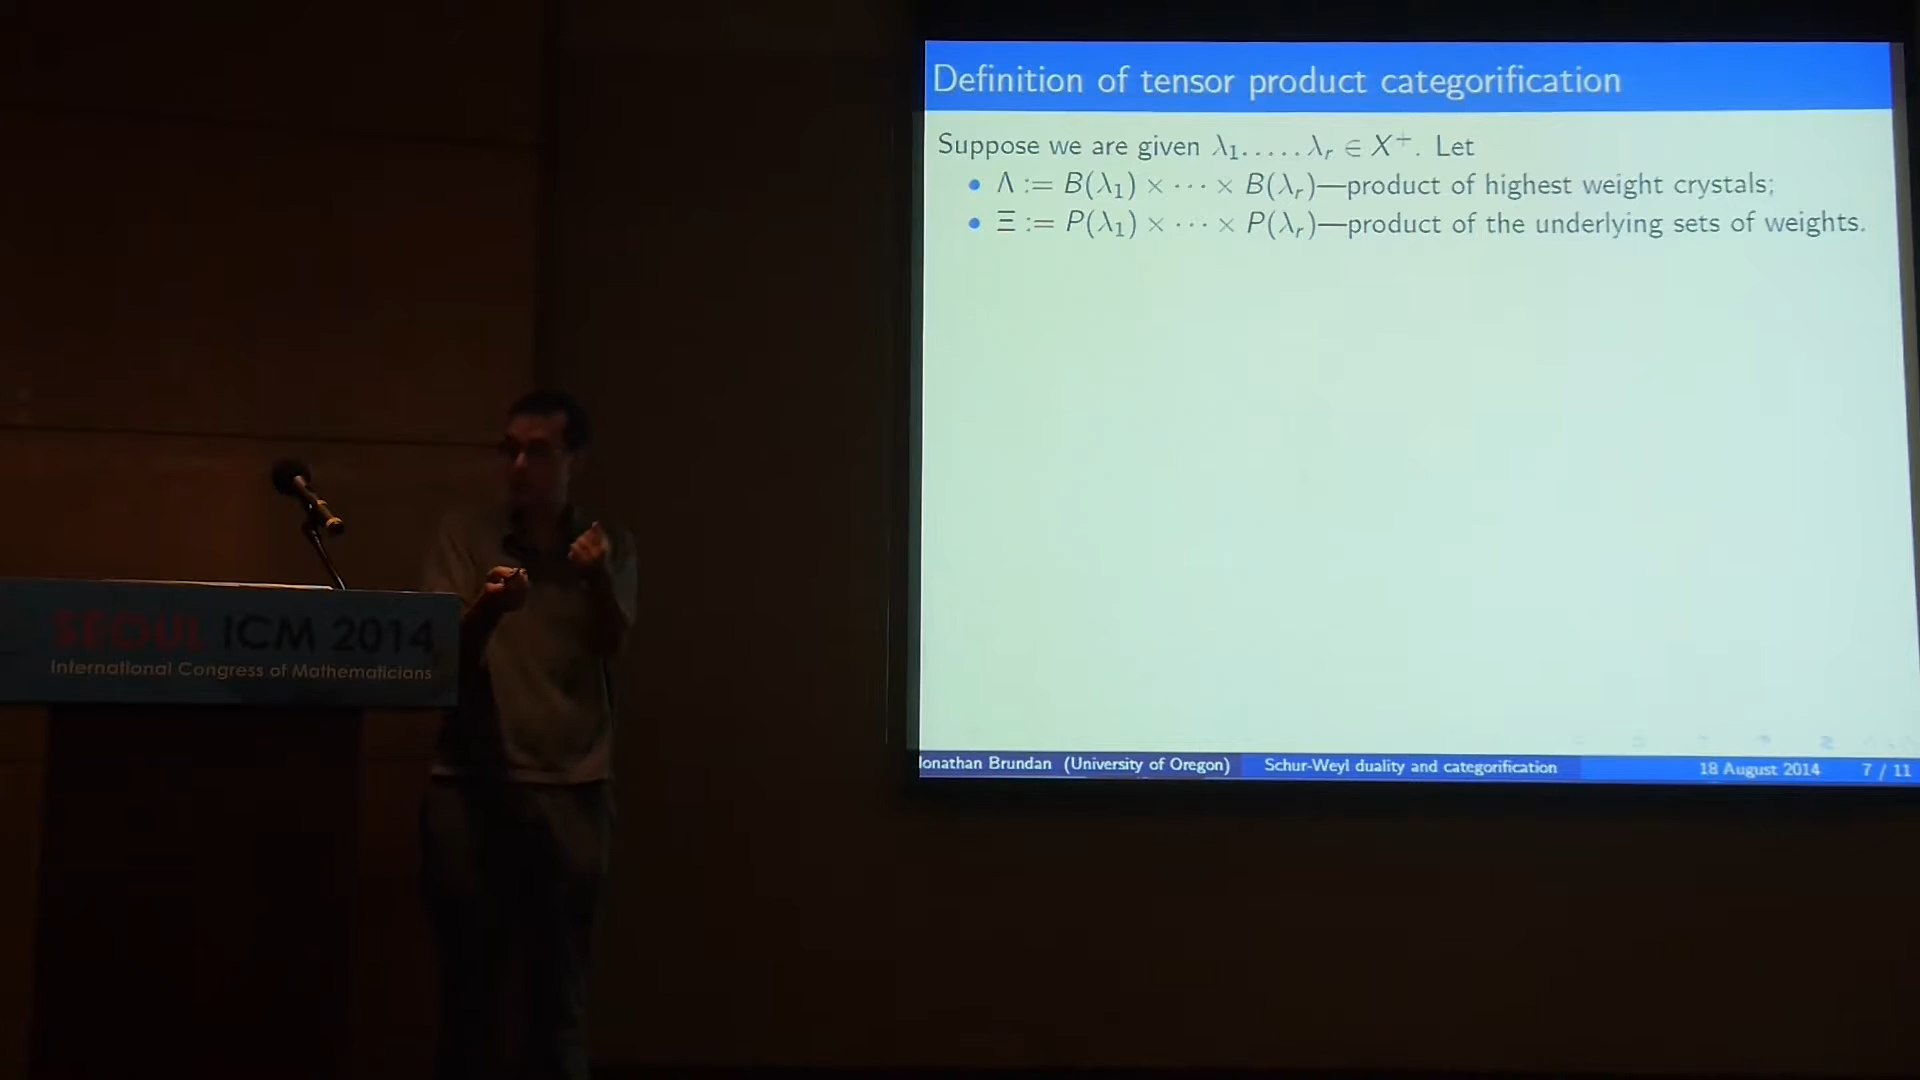 Definition of tensor product categorification
Suppose we are given λ₁.....λᵣ ∈ X⁺. Let
• Λ := B(λ₁) × ··· × B(λᵣ)—product of highest weight crystals;
• Ξ := P(λ₁) × ··· × P(λᵣ)—product of the underlying sets of weights.
SEOUL ICM 2014
International Congress of Mathematicians
Jonathan Brundan (University of Oregon) Schur-Weyl duality and categorification 18 August 2014 7 / 11